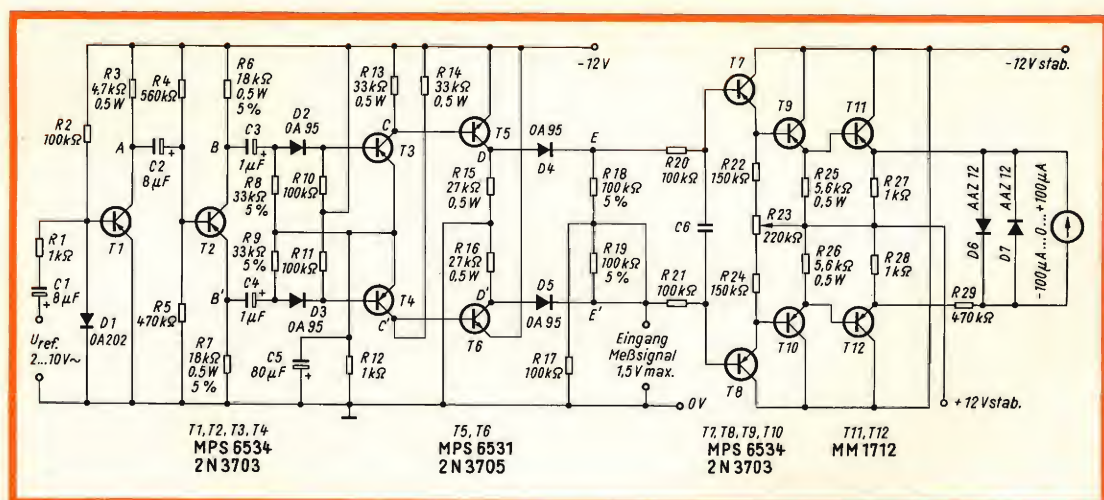 R1
1kΩ
C1
8μF
U ref.
2...10V~
R2
100kΩ
D1
0A202
R3
4,7kΩ
0,5W
A
C2
8μF
+
T1
R4
560kΩ
R5
470kΩ
R6
18kΩ
0,5W
5%
B
T2
B'
R7
18kΩ
0,5W
5%
C3
1μF
D2
0A95
R8
33kΩ
5%
R9
33kΩ
5%
R10
100kΩ
R11
100kΩ
C4
1μF
D3
0A95
C5
80μF
R12
1kΩ
R13
33kΩ
0,5W
C
T3
T4
C'
R14
33kΩ
0,5W
T5
D
R15
27kΩ
0,5W
R16
27kΩ
0,5W
D'
T6
-12V
0A95
D4
D5
0A95
E
R18
100kΩ
5%
R19
100kΩ
5%
E'
R17
100kΩ
Eingang
Meßsignal
1,5V max.
0V
R20
100kΩ
C6
R21
100kΩ
T7
R22
150kΩ
R23
220kΩ
R24
150kΩ
T8
T9
R25
5,6kΩ
0,5W
R26
5,6kΩ
0,5W
T10
T11
R27
1kΩ
R28
1kΩ
T12
R29
470kΩ
-12V stab.
AAZ 12
D6
AAZ 12
D7
-100μA...0...+100μA
+12V stab.
T1, T2, T3, T4
MPS 6534
2N3703
T5, T6
MPS 6531
2N3705
T7, T8, T9, T10
MPS 6534
2N3703
T11, T12
MM1712